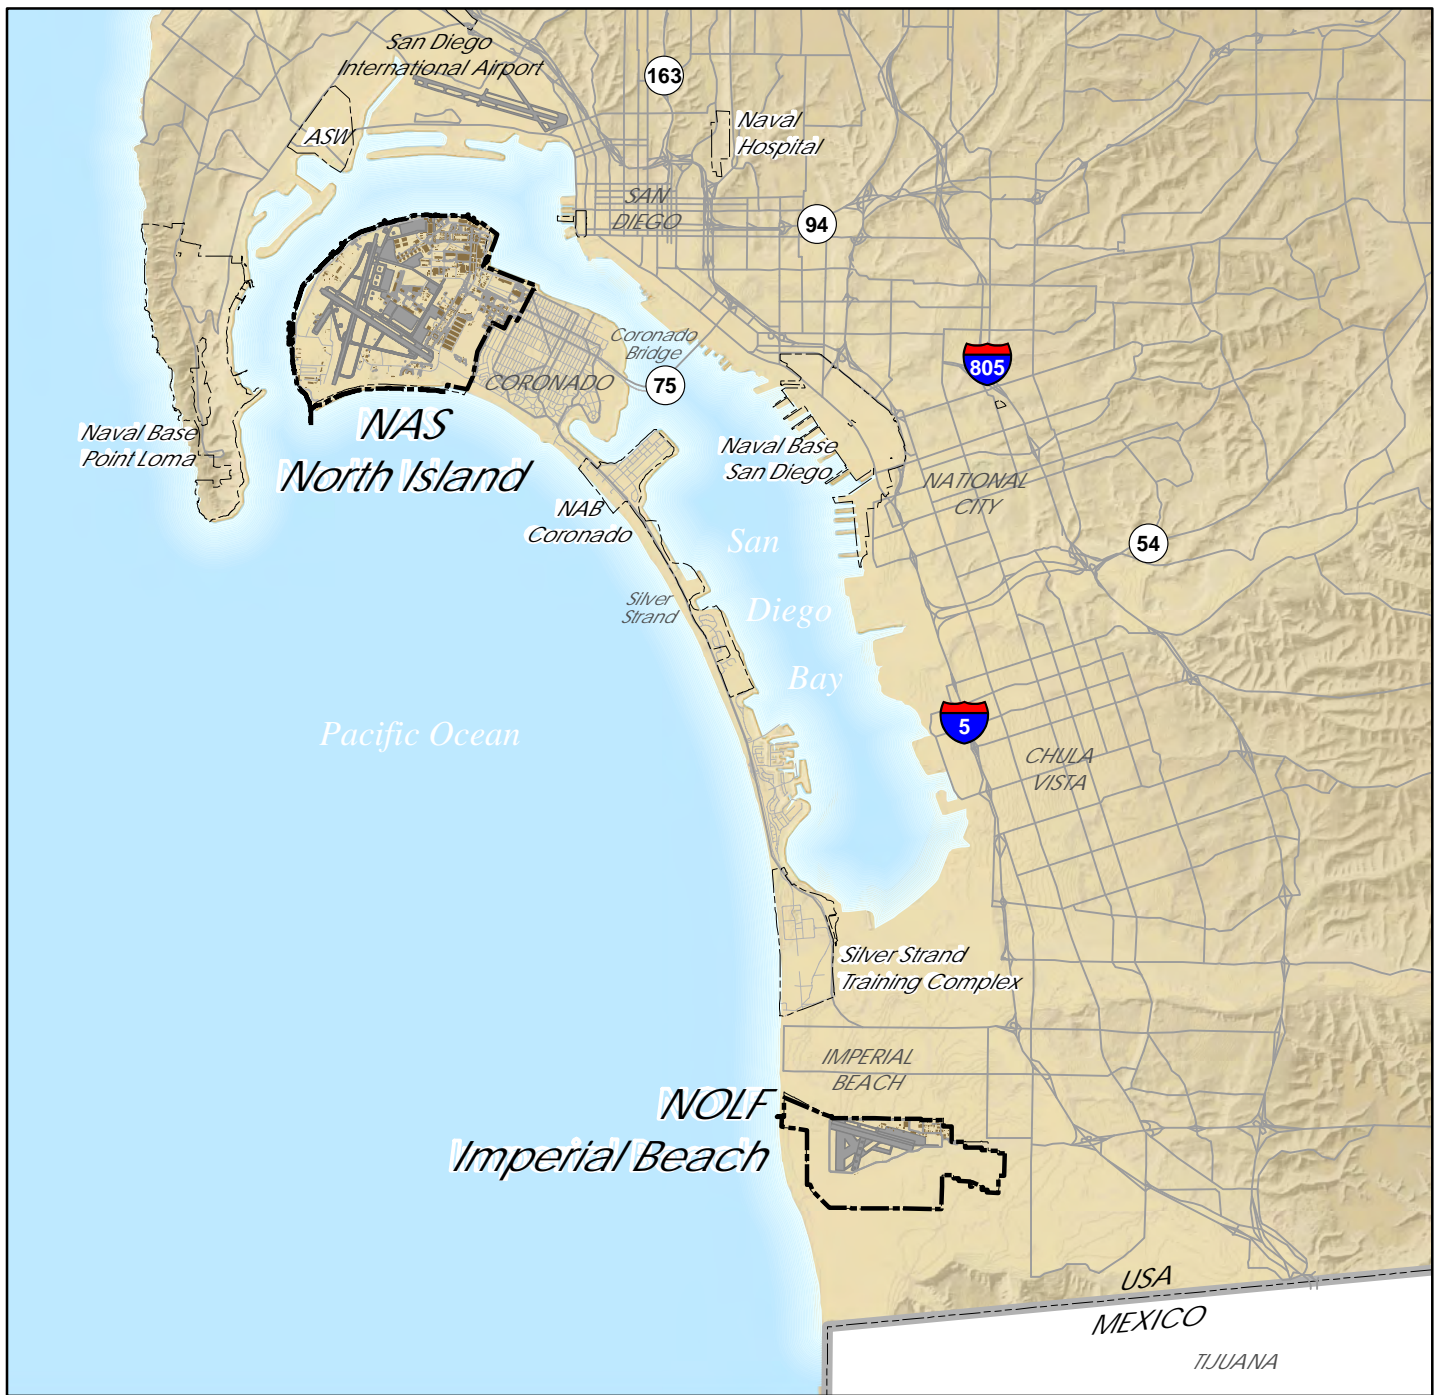 San Diego
International Airport
163
ASW
Naval
Hospital
SAN
DIEGO
94
Coronado
Bridge
805
CORONADO
75
NAS
North Island
Naval Base
Point Loma
Naval Base
San Diego
NATIONAL
CITY
NAB
Coronado
54
San
Diego
Bay
Silver
Strand
Pacific Ocean
5
CHULA
VISTA
Silver Strand
Training Complex
IMPERIAL
BEACH
NOLF
Imperial Beach
USA
MEXICO
TIJUANA